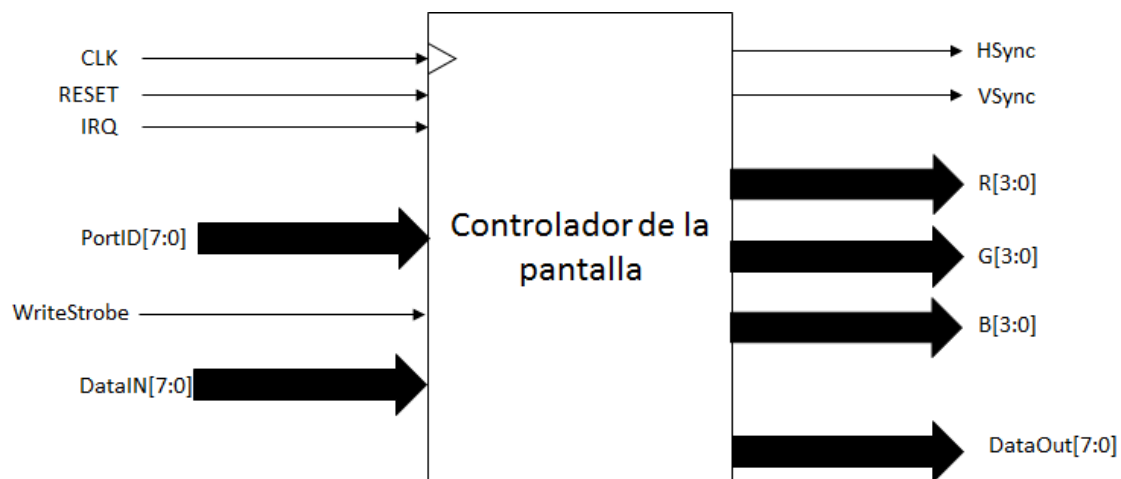 CLK
RESET
IRQ
PortID[7:0]
WriteStrobe
DataIN[7:0]
Controlador de la
pantalla
HSync
VSync
R[3:0]
G[3:0]
B[3:0]
DataOut[7:0]